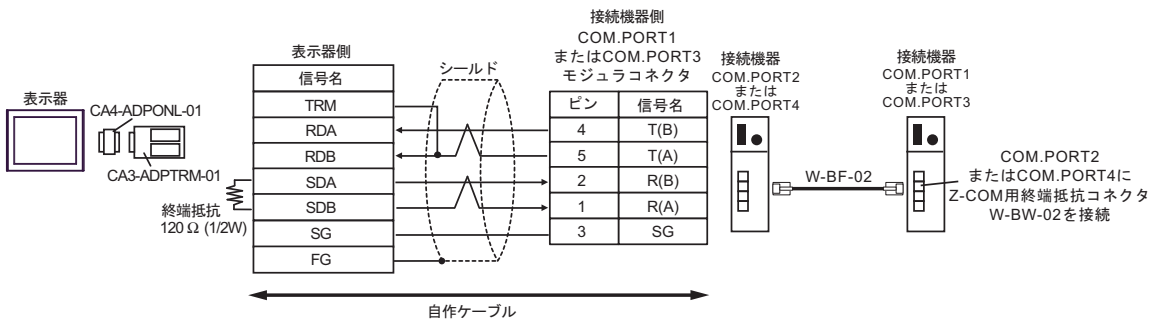 接続機器側
COM.PORT1
またはCOM.PORT3
モジュラコネクタ
表示器側
シールド
接続機器
COM.PORT2
または
COM.PORT4
接続機器
COM.PORT1
または
COM.PORT3
表示器
CA4-ADPONL-01
CA3-ADPTRM-01
信号名
TRM
RDA
RDB
SDA
SDB
SG
FG
終端抵抗
120 Ω (1/2W)
ピン 信号名
4 T(B)
5 T(A)
2 R(B)
1 R(A)
3 SG
W-BF-02
COM.PORT2
またはCOM.PORT4に
Z-COM用終端抵抗コネクタ
W-BW-02を接続
自作ケーブル